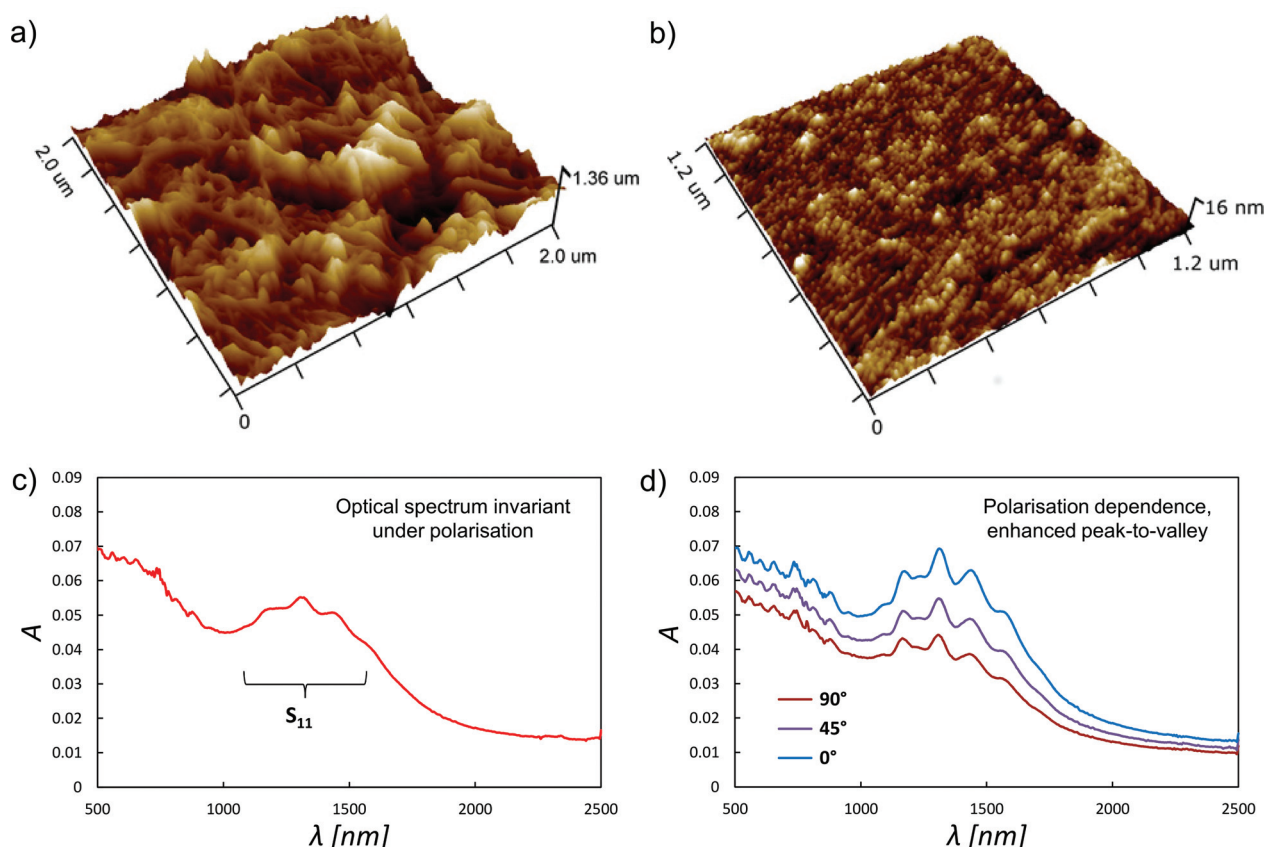 a)
2.0 um
1.36 um
2.0 um
0
b)
1.2 um
16 nm
1.2 um
0
c)
0.09
0.08
0.07
0.06
0.05
0.04
0.03
0.02
0.01
0
A
Optical spectrum invariant
under polarisation
S₁₁
500
1000
1500
2000
2500
λ [nm]
d)
0.09
0.08
0.07
0.06
0.05
0.04
0.03
0.02
0.01
0
A
Polarisation dependence,
enhanced peak-to-valley
90°
45°
0°
500
1000
1500
2000
2500
λ [nm]